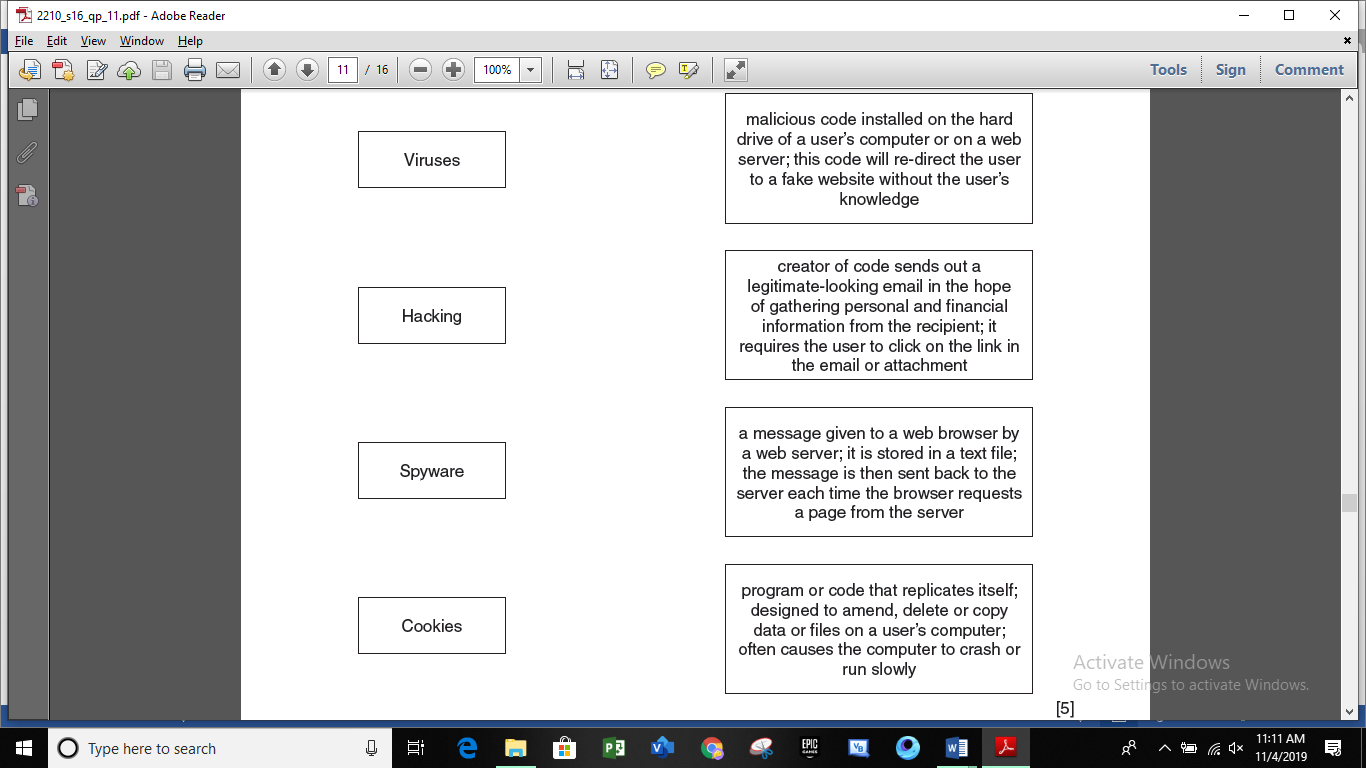 2210_s16_qp_11.pdf - Adobe Reader
File Edit View Window Help
11 / 16 100% Tools Sign Comment
Viruses
malicious code installed on the hard
drive of a user's computer or on a web
server; this code will re-direct the user
to a fake website without the user's
knowledge
Hacking
creator of code sends out a
legitimate-looking email in the hope
of gathering personal and financial
information from the recipient; it
requires the user to click on the link in
the email or attachment
Spyware
a message given to a web browser by
a web server; it is stored in a text file;
the message is then sent back to the
server each time the browser requests
a page from the server
Cookies
program or code that replicates itself;
designed to amend, delete or copy
data or files on a user's computer;
often causes the computer to crash or
run slowly
[5]
Activate Windows
Go to Settings to activate Windows.
Type here to search
EPIC
GAMES
11:11 AM
11/4/2019